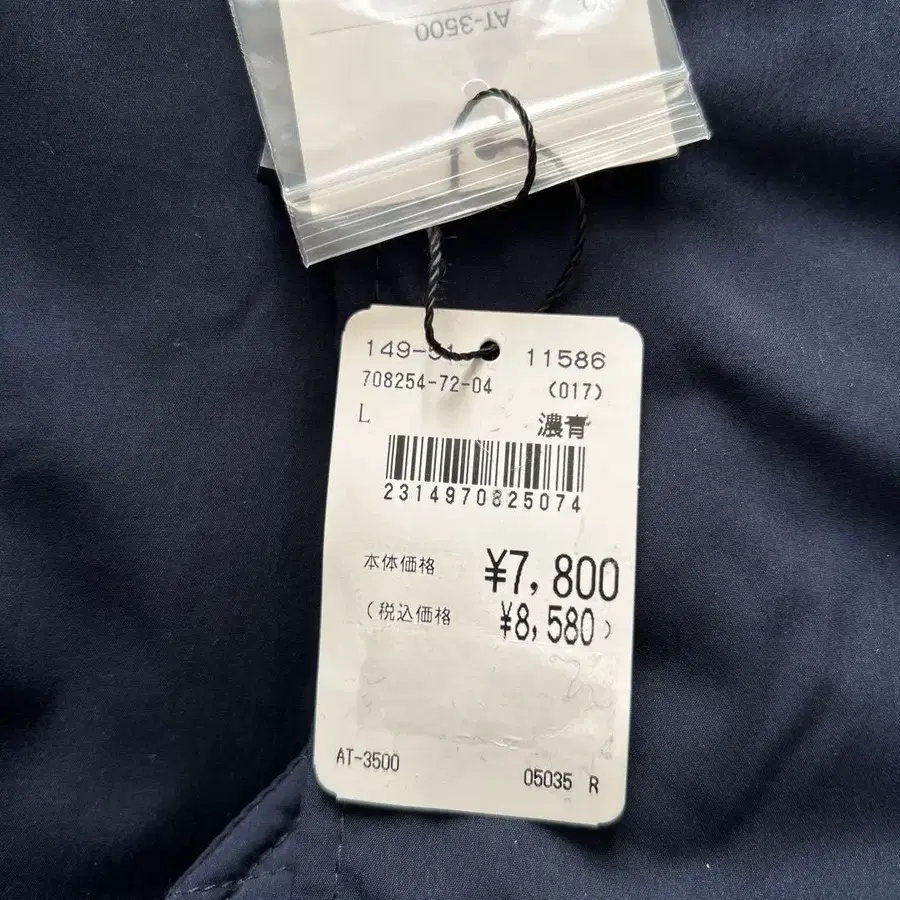 AT-3500
149-51 11586
708254-72-04 (017)
L 濃青
2314970825074
本体価格 ¥7,800
(税込価格 ¥8,580)
AT-3500 05035 R